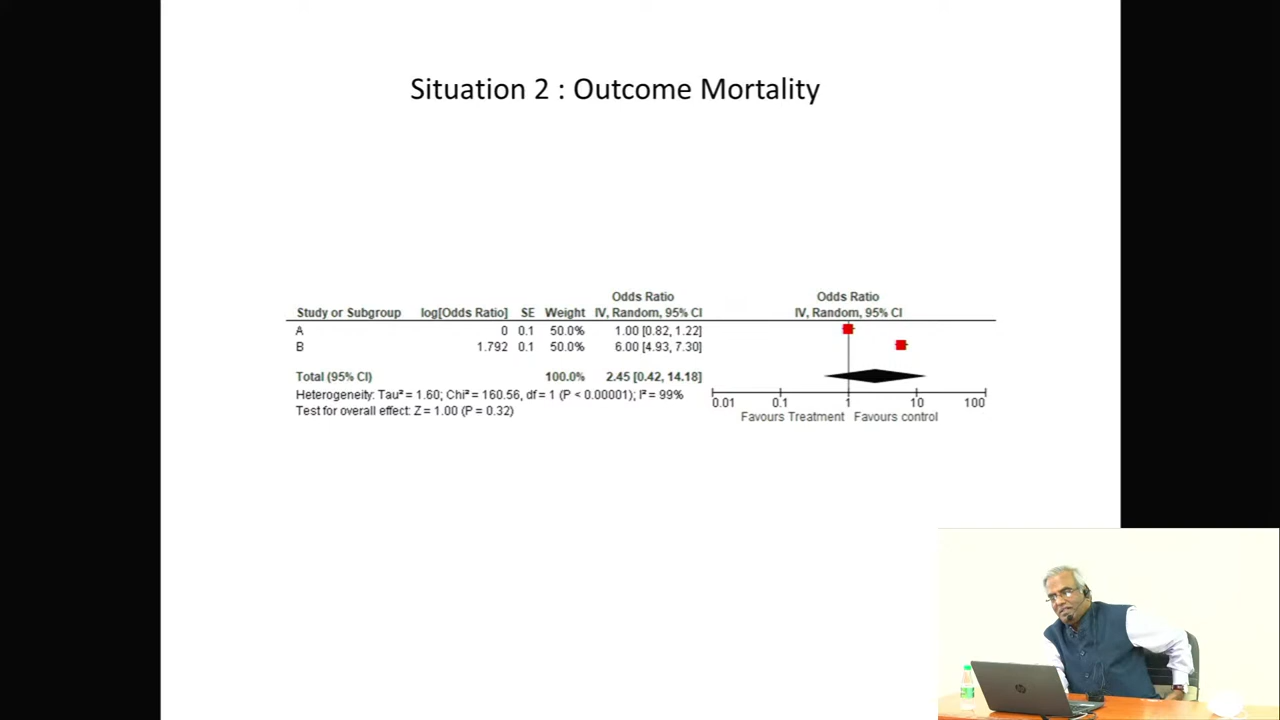 Situation 2 : Outcome Mortality
Odds Ratio Odds Ratio
Study or Subgroup log[Odds Ratio] SE Weight IV, Random, 95% CI IV, Random, 95% CI
A 0 0.1 50.0% 1.00 [0.82, 1.22]
B 1.792 0.1 50.0% 6.00 [4.93, 7.30]
Total (95% CI) 100.0% 2.45 [0.42, 14.18]
Heterogeneity: Tau² = 1.60; Chi² = 160.56, df = 1 (P < 0.00001); I² = 99%
Test for overall effect: Z = 1.00 (P = 0.32)
0.01 0.1 1 10 100
Favours Treatment Favours control